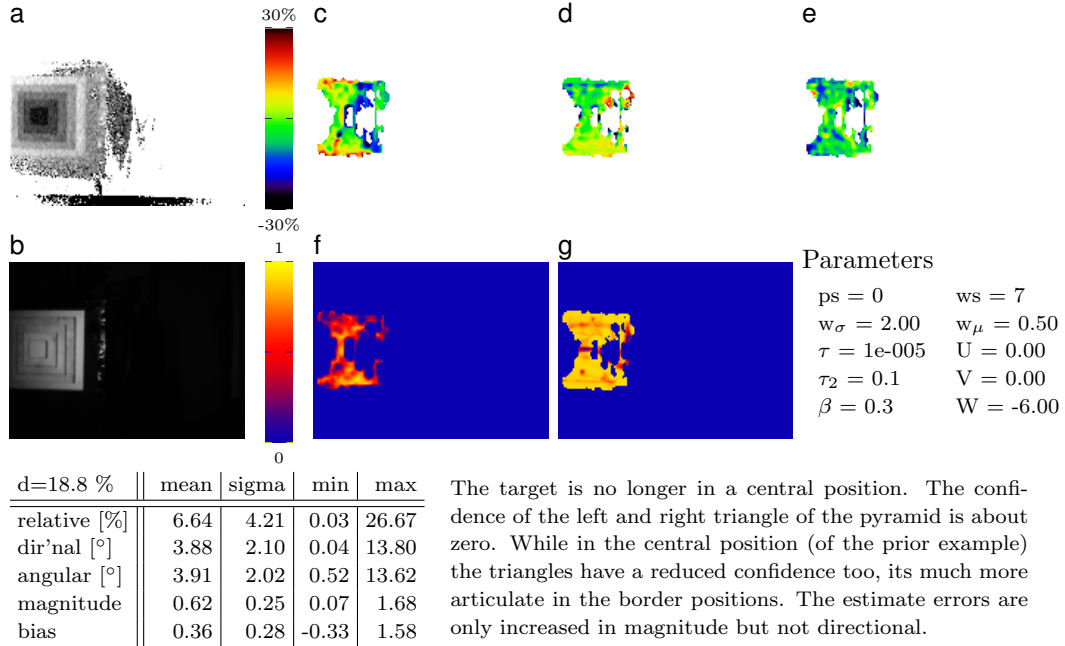 a
30%
c
d
e
-30%
b
1
f
g
0
Parameters
ps = 0 ws = 7
wσ = 2.00 wμ = 0.50
τ = 1e-005 U = 0.00
τ2 = 0.1 V = 0.00
β = 0.3 W = -6.00
d=18.8 % mean sigma min max
relative [%] 6.64 4.21 0.03 26.67
dir'nal [°] 3.88 2.10 0.04 13.80
angular [°] 3.91 2.02 0.52 13.62
magnitude 0.62 0.25 0.07 1.68
bias 0.36 0.28 -0.33 1.58
The target is no longer in a central position. The confi-
dence of the left and right triangle of the pyramid is about
zero. While in the central position (of the prior example)
the triangles have a reduced confidence too, its much more
articulate in the border positions. The estimate errors are
only increased in magnitude but not directional.